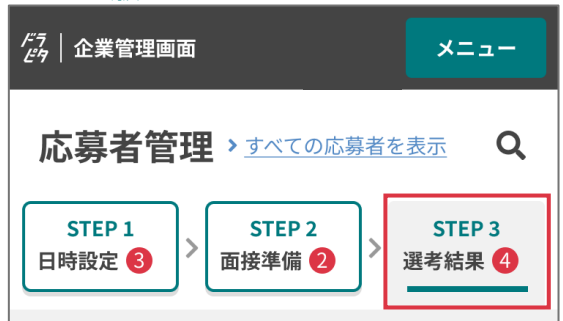 ドラピタ 企業管理画面
メニュー
応募者管理 › すべての応募者を表示
STEP 1
日時設定 3
STEP 2
面接準備 2
STEP 3
選考結果 4